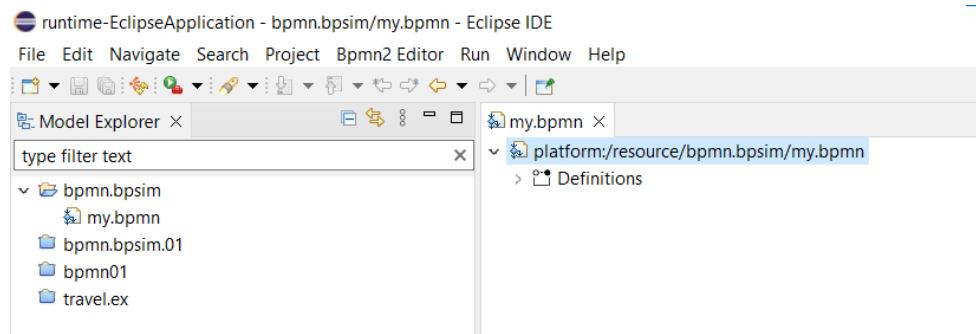 runtime-EclipseApplication - bpmn.bpsim/my.bpmn - Eclipse IDE
File Edit Navigate Search Project Bpmn2 Editor Run Window Help
Model Explorer
my.bpmn
type filter text
platform:/resource/bpmn.bpsim/my.bpmn
Definitions
bpmn.bpsim
my.bpmn
bpmn.bpsim.01
bpmn01
travel.ex